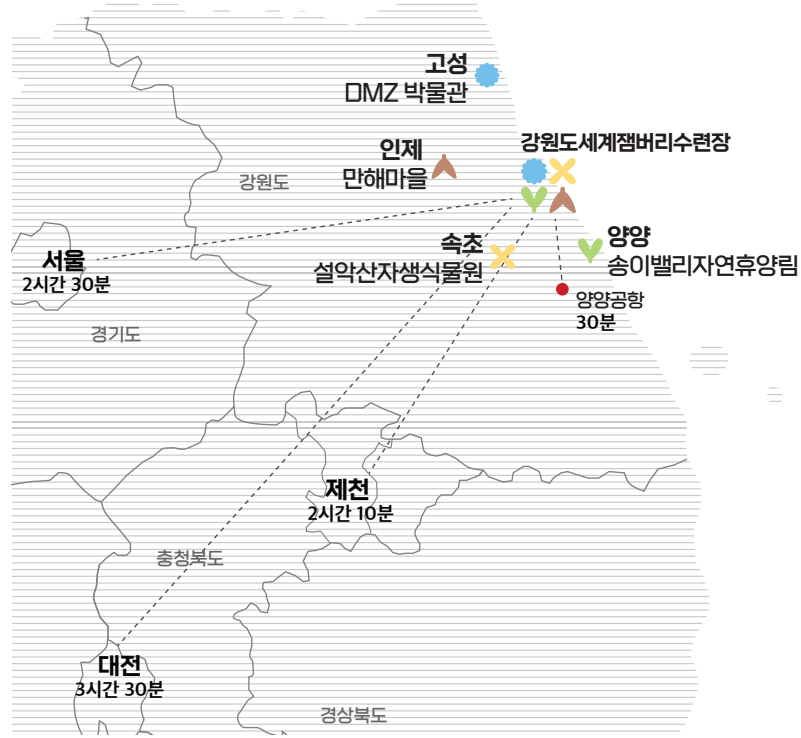 고성
DMZ 박물관
강원도세계잼버리수련장
인제
만해마을
강원도
양양
송이밸리자연휴양림
속초
설악산자생식물원
서울
2시간 30분
양양공항
30분
경기도
제천
2시간 10분
충청북도
대전
3시간 30분
경상북도